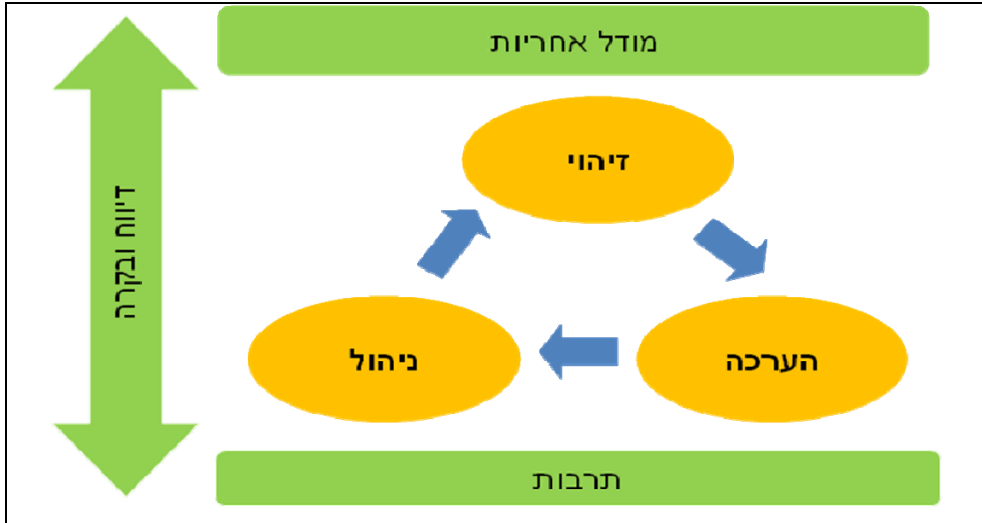 מודל אחריות
זיהוי
הערכה
ניהול
תרבות
דיווח ובקרה